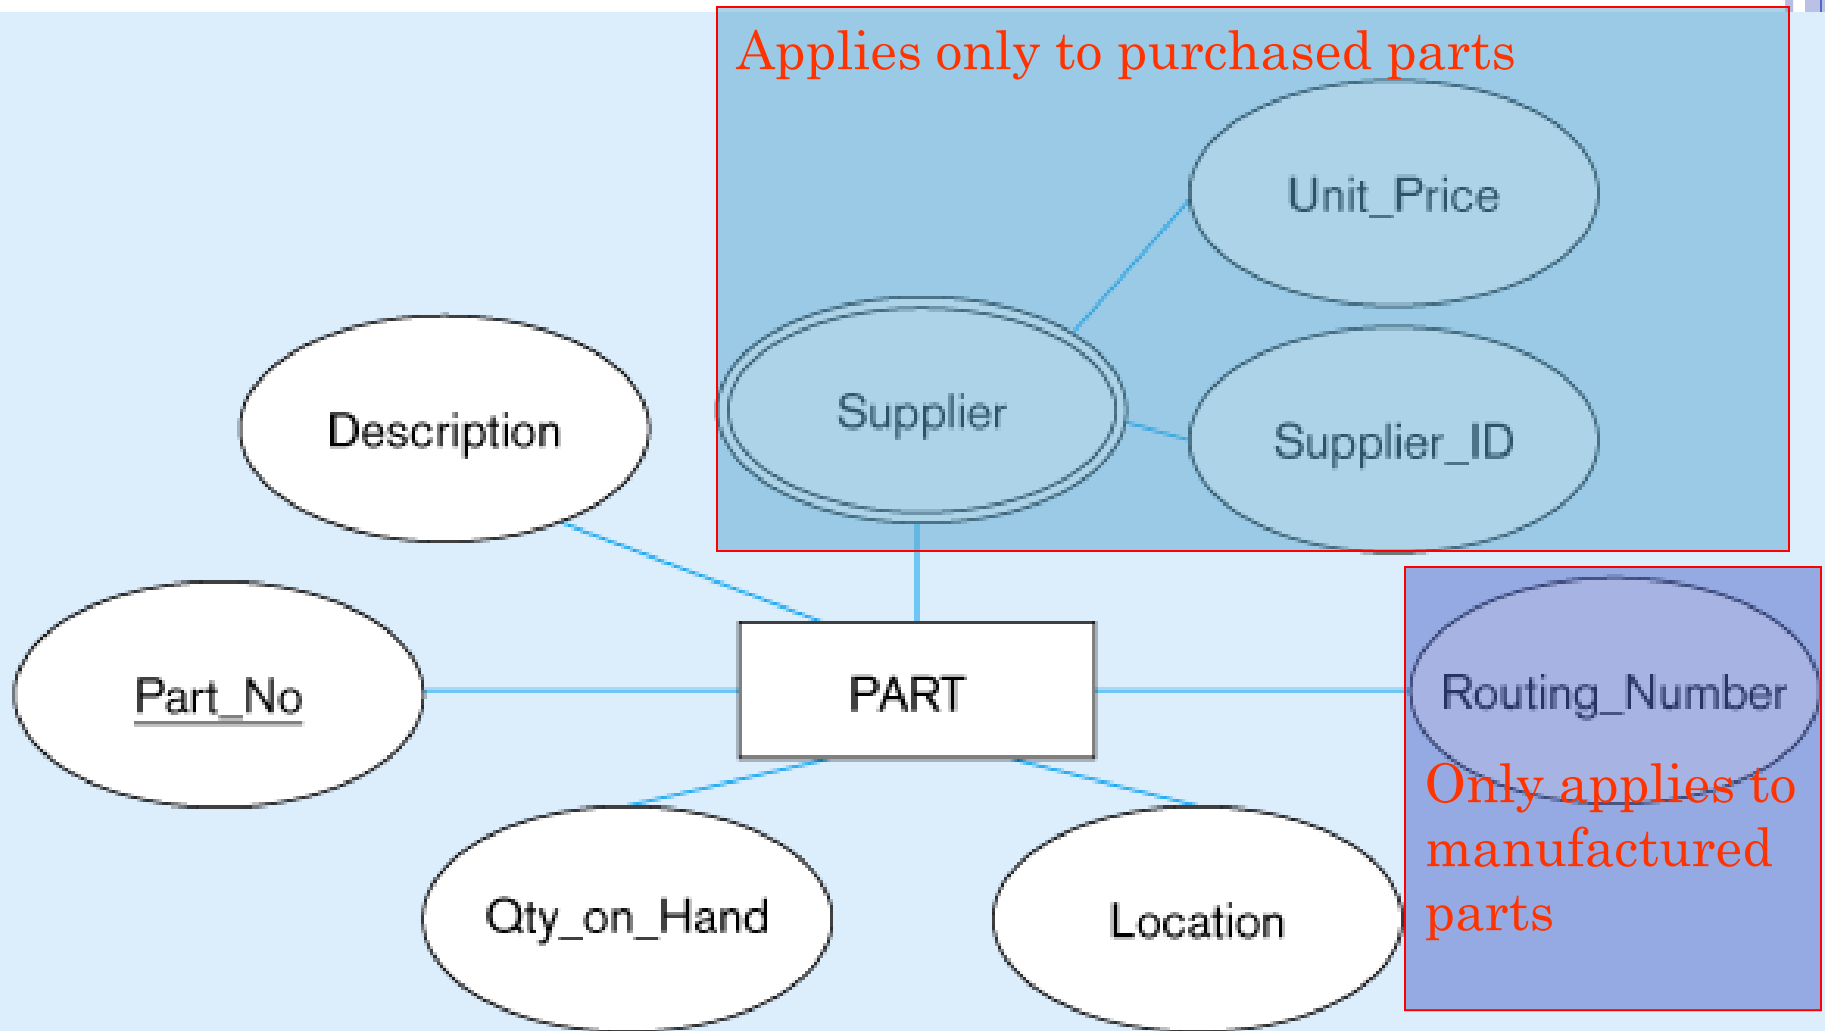 Applies only to purchased parts
Unit_Price
Supplier
Supplier_ID
Description
Part_No
PART
Routing_Number
Only applies to
manufactured
parts
Qty_on_Hand
Location